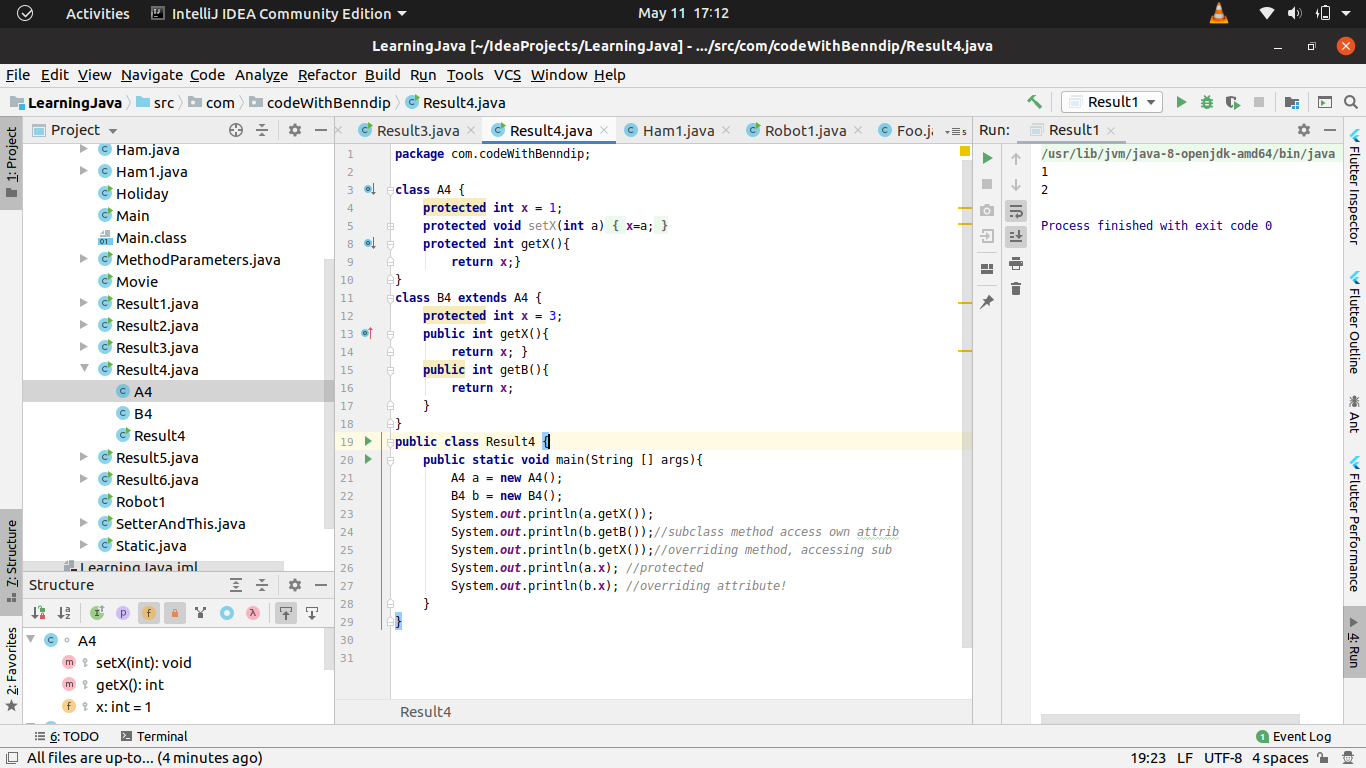 Activities IntelliJ IDEA Community Edition May 11 17:12
LearningJava [~/IdeaProjects/LearningJava] - .../src/com/codeWithBenndip/Result4.java
File Edit View Navigate Code Analyze Refactor Build Run Tools VCS Window Help
LearningJava src com codeWithBenndip Result4.java Result1
1: Project
7: Structure
2: Favorites
Project
Ham.java
Ham1.java
Holiday
Main
Main.class
MethodParameters.java
Movie
Result1.java
Result2.java
Result3.java
Result4.java
A4
B4
Result4
Result5.java
Result6.java
Robot1
SetterAndThis.java
Static.java
LearningJava.iml
Structure
A4
setX(int): void
getX(): int
x: int = 1
Result3.java Result4.java Ham1.java Robot1.java Foo.j
1 package com.codeWithBenndip;
2
3 class A4 {
4 protected int x = 1;
5 protected void setX(int a) { x=a; }
8 protected int getX(){
9 return x;}
10 }
11 class B4 extends A4 {
12 protected int x = 3;
13 public int getX(){
14 return x; }
15 public int getB(){
16 return x;
17 }
18 }
19 public class Result4 {
20 public static void main(String [] args){
21 A4 a = new A4();
22 B4 b = new B4();
23 System.out.println(a.getX());
24 System.out.println(b.getB());//subclass method access own attrib
25 System.out.println(b.getX());//overriding method, accessing sub
26 System.out.println(a.x); //protected
27 System.out.println(b.x); //overriding attribute!
28 }
29 }
30
31
Result4
Run: Result1
/usr/lib/jvm/java-8-openjdk-amd64/bin/java
1
2
Process finished with exit code 0
Flutter Inspector
Flutter Outline
Ant
Flutter Performance
4: Run
6: TODO Terminal 1 Event Log
All files are up-to... (4 minutes ago) 19:23 LF UTF-8 4 spaces